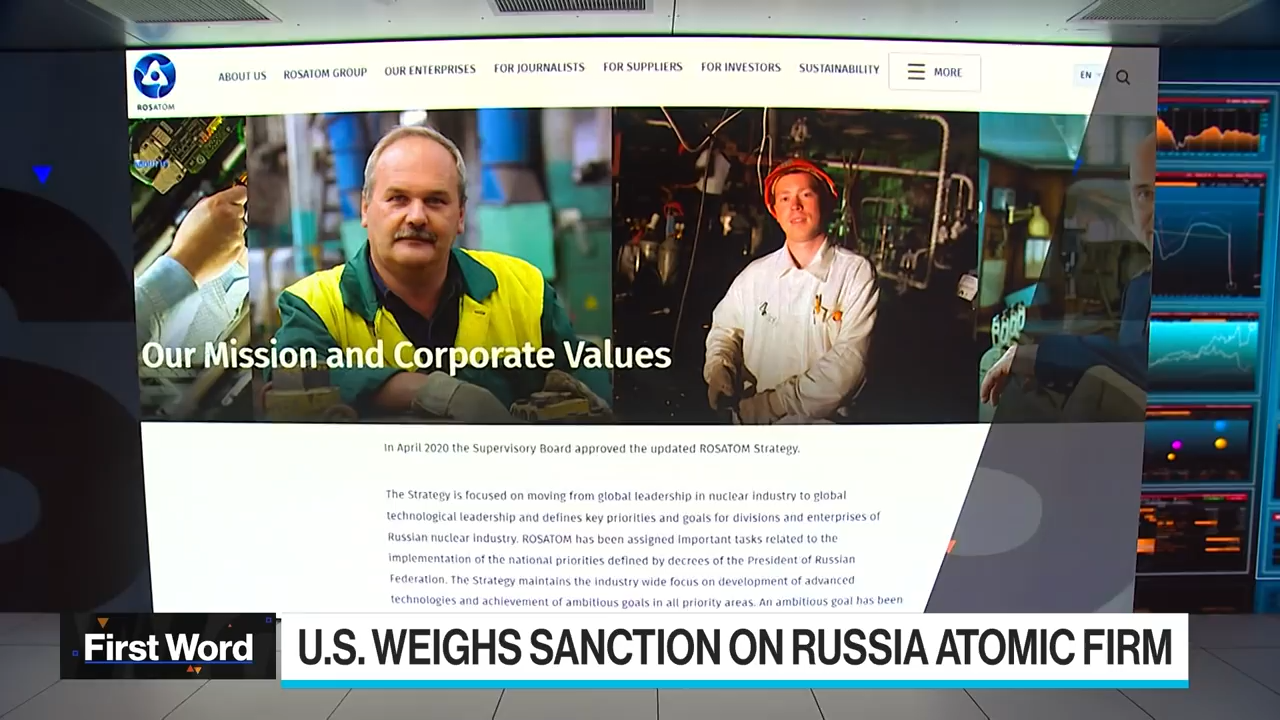 ABOUT US
ROSATOM GROUP
OUR ENTERPRISES
FOR JOURNALISTS
FOR SUPPLIERS
FOR INVESTORS
SUSTAINABILITY
MORE
EN
ROSATOM
Our Mission and Corporate Values
In April 2020 the Supervisory Board approved the updated ROSATOM Strategy.
The Strategy is focused on moving from global leadership in nuclear industry to global
technological leadership and defines key priorities and goals for divisions and enterprises of
Russian nuclear industry. ROSATOM has been assigned important tasks related to the
implementation of the national priorities defined by decrees of the President of Russian
Federation. The Strategy maintains the industry wide focus on development of advanced
technologies and achievement of ambitious goals in all priority areas. An ambitious goal has been
First Word
U.S. WEIGHS SANCTION ON RUSSIA ATOMIC FIRM